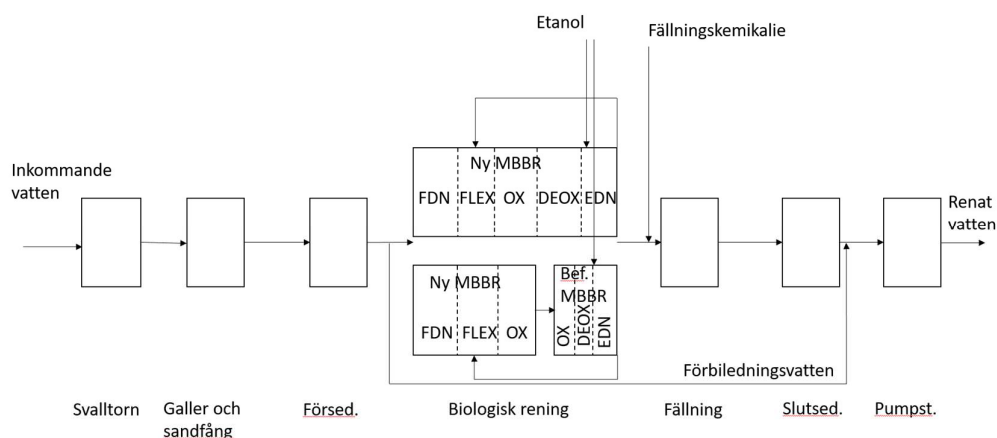 Etanol
Fällningskemikalie
Inkommande
vatten
Ny MBBR
FDN FLEX OX DEOX EDN
Renat
vatten
Ny MBBR
FDN FLEX OX
Bef.
MBBR
OX DEOX EDN
Förbiledningsvatten
Svalltorn
Galler och
sandfång
Försed.
Biologisk rening
Fällning
Slutsed.
Pumpst.